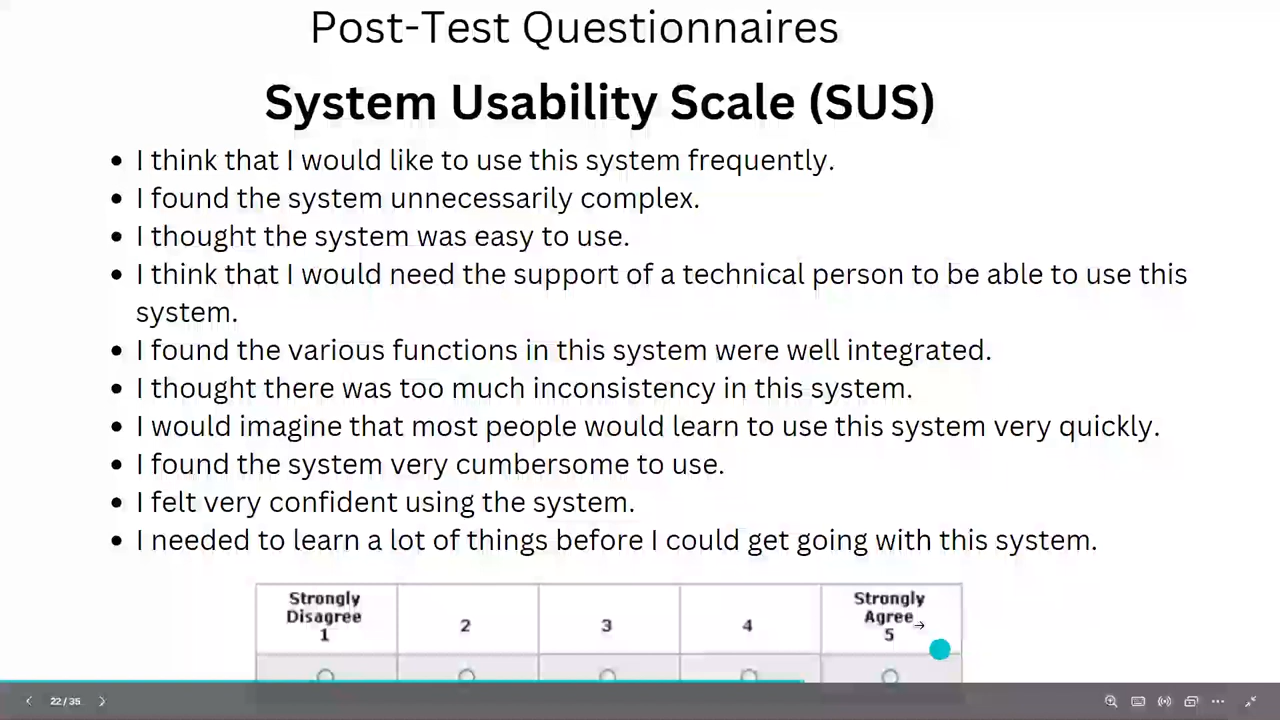 Post-Test Questionnaires
System Usability Scale (SUS)
• I think that I would like to use this system frequently.
• I found the system unnecessarily complex.
• I thought the system was easy to use.
• I think that I would need the support of a technical person to be able to use this
system.
• I found the various functions in this system were well integrated.
• I thought there was too much inconsistency in this system.
• I would imagine that most people would learn to use this system very quickly.
• I found the system very cumbersome to use.
• I felt very confident using the system.
• I needed to learn a lot of things before I could get going with this system.
Strongly Disagree 1
2
3
4
Strongly Agree 5
22 / 35